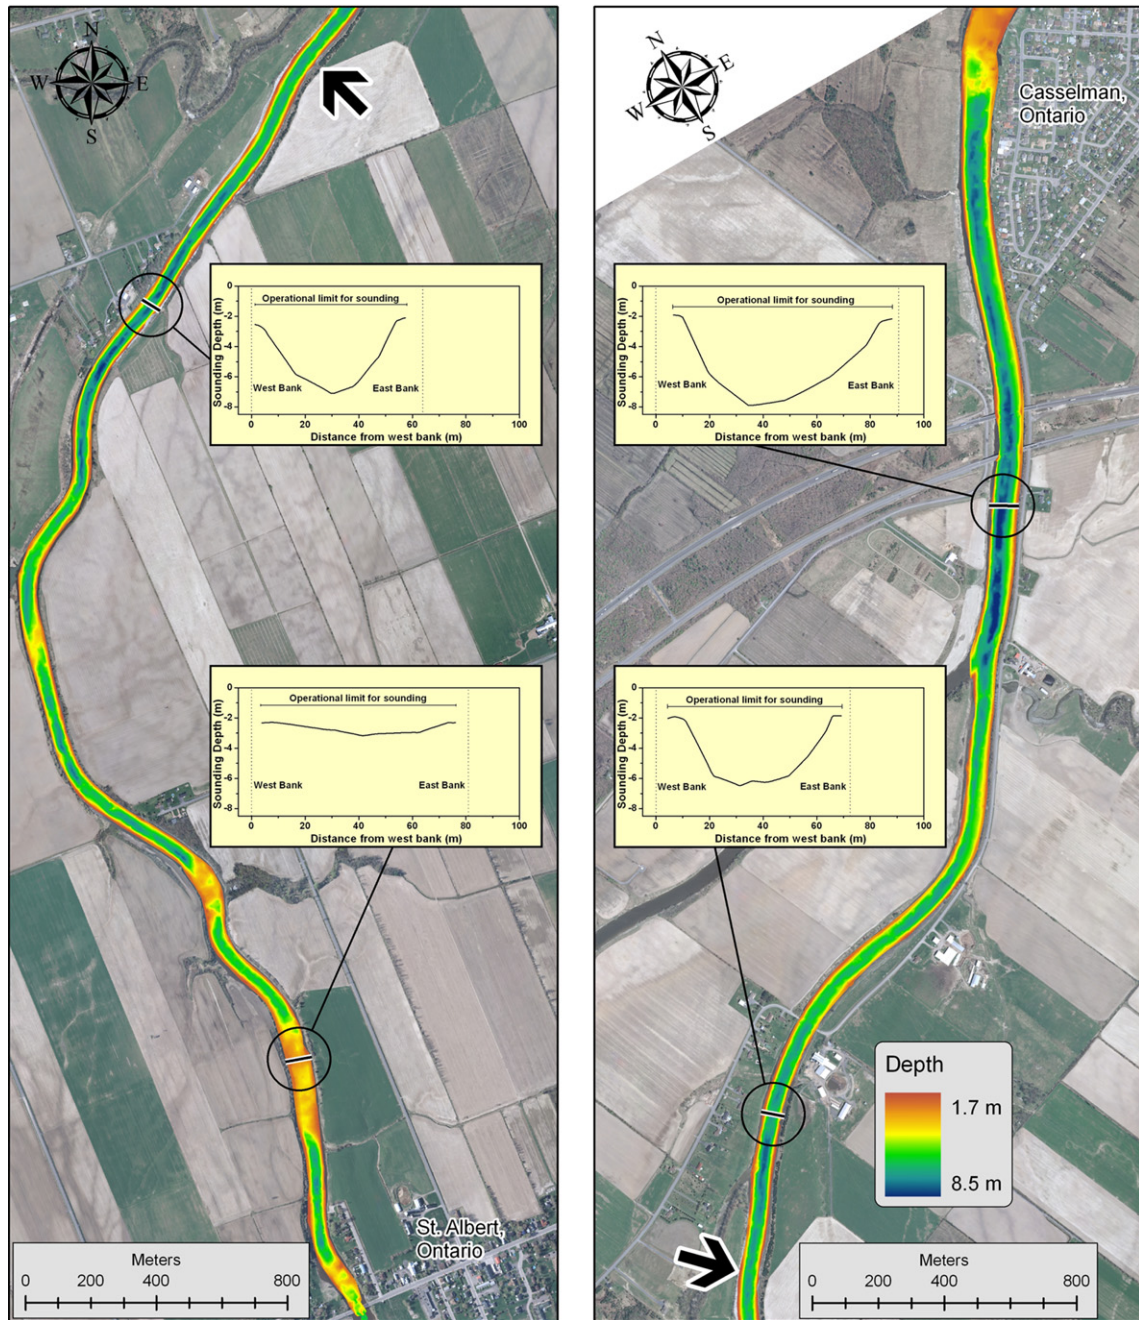 N
W E
S
Operational limit for sounding
Sounding Depth (m)
0
-2
-4
-6
-8
West Bank East Bank
0 20 40 60 80 100
Distance from west bank (m)
Operational limit for sounding
Sounding Depth (m)
0
-2
-4
-6
-8
West Bank East Bank
0 20 40 60 80 100
Distance from west bank (m)
St. Albert,
Ontario
Meters
0 200 400 800
N
E
W
S
Casselman,
Ontario
Operational limit for sounding
Sounding Depth (m)
0
-2
-4
-6
-8
West Bank East Bank
0 20 40 60 80 100
Distance from west bank (m)
Operational limit for sounding
Sounding Depth (m)
0
-2
-4
-6
-8
West Bank East Bank
0 20 40 60 80 100
Distance from west bank (m)
Depth
1.7 m
8.5 m
Meters
0 200 400 800